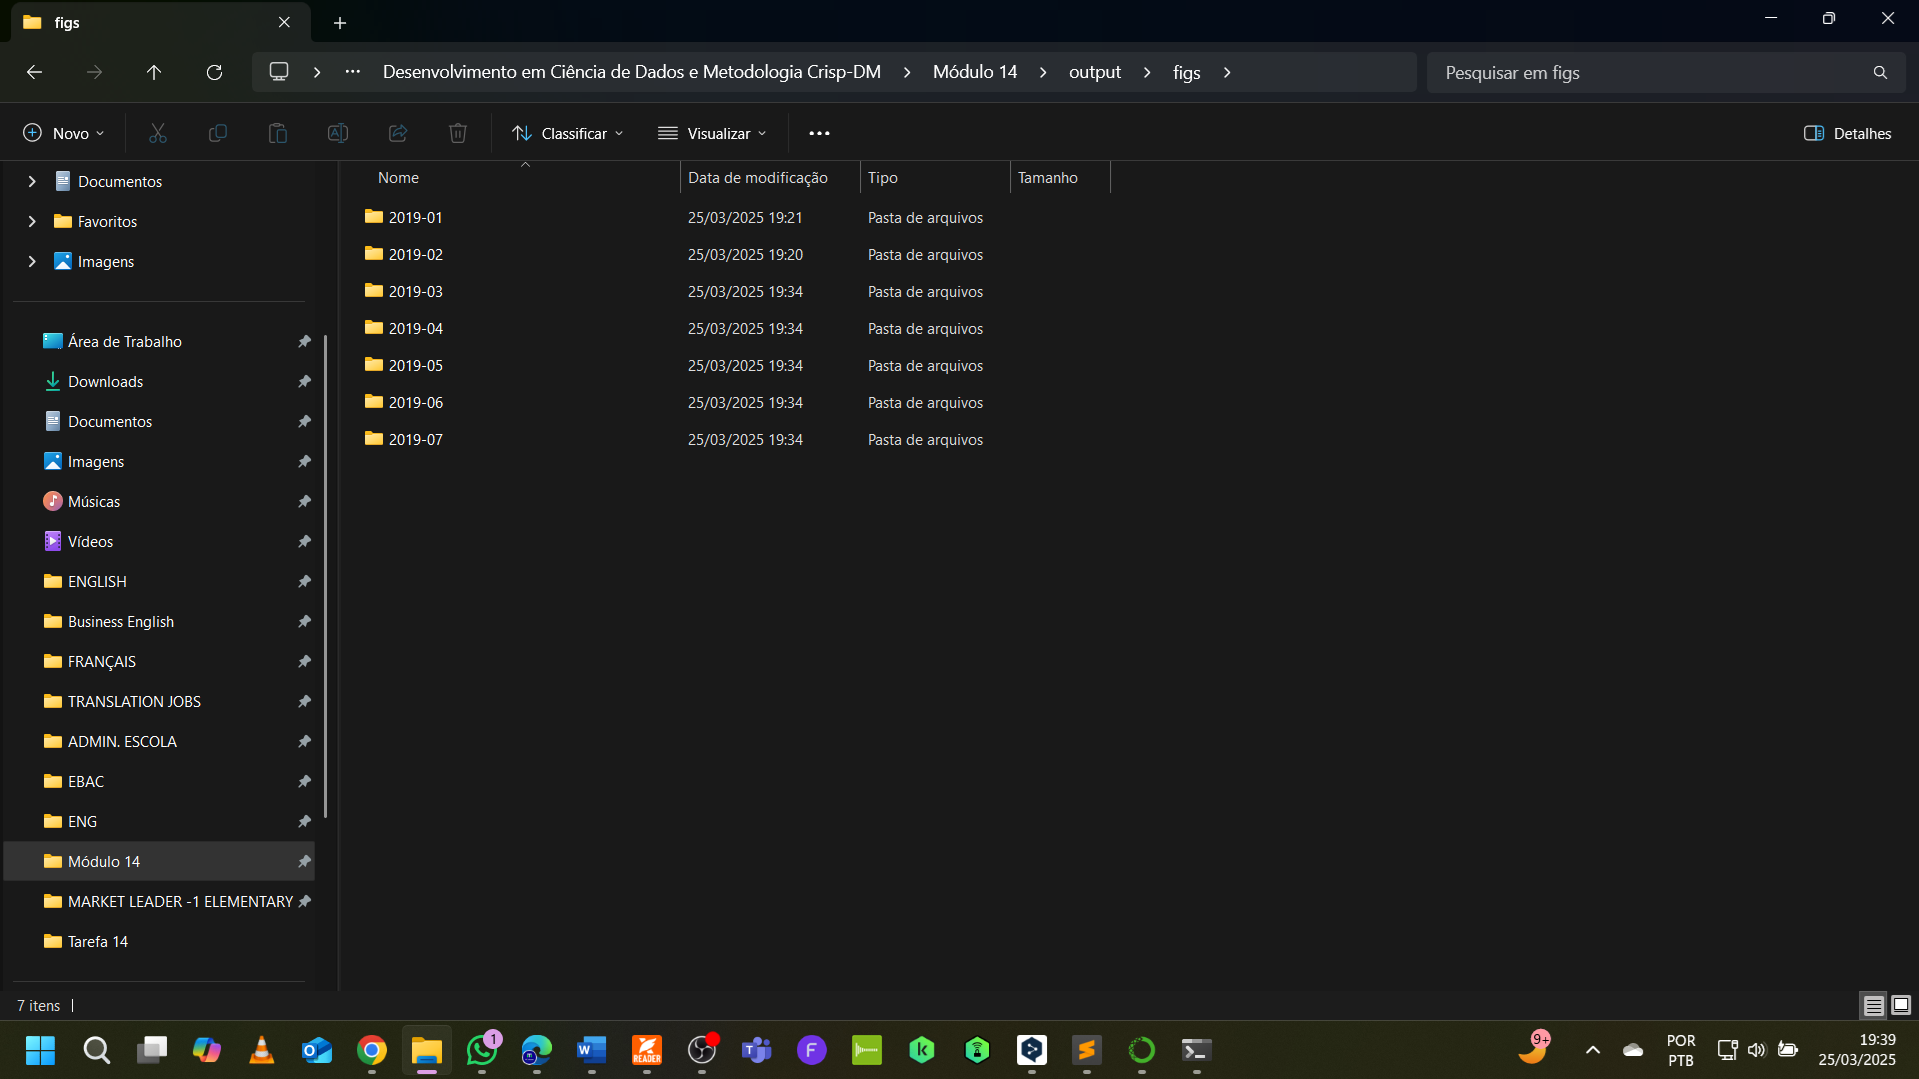 figs
Desenvolvimento em Ciência de Dados e Metodologia Crisp-DM
Módulo 14
output
figs
Pesquisar em figs
Novo
Classificar
Visualizar
Detalhes
Documentos
Favoritos
Imagens
Área de Trabalho
Downloads
Documentos
Imagens
Músicas
Vídeos
ENGLISH
Business English
FRANÇAIS
TRANSLATION JOBS
ADMIN. ESCOLA
EBAC
ENG
Módulo 14
MARKET LEADER -1 ELEMENTARY
Tarefa 14
Nome Data de modificação Tipo Tamanho
2019-01 25/03/2025 19:21 Pasta de arquivos
2019-02 25/03/2025 19:20 Pasta de arquivos
2019-03 25/03/2025 19:34 Pasta de arquivos
2019-04 25/03/2025 19:34 Pasta de arquivos
2019-05 25/03/2025 19:34 Pasta de arquivos
2019-06 25/03/2025 19:34 Pasta de arquivos
2019-07 25/03/2025 19:34 Pasta de arquivos
7 itens
1
READER
F
9+
POR
PTB
19:39
25/03/2025